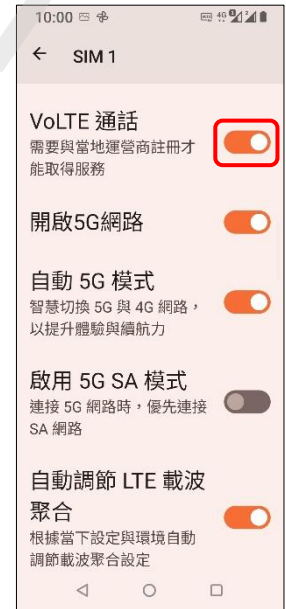 10:00
4G
SIM 1
VoLTE 通話
需要與當地運營商註冊才
能取得服務
開啟5G網路
自動 5G 模式
智慧切換 5G 與 4G 網路，
以提升體驗與續航力
啟用 5G SA 模式
連接 5G 網路時，優先連接
SA 網路
自動調節 LTE 載波
聚合
根據當下設定與環境自動
調節載波聚合設定